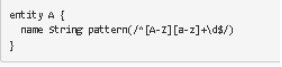 entity A {
name String pattern(/^[A-Z][a-z]+\d$/)
}